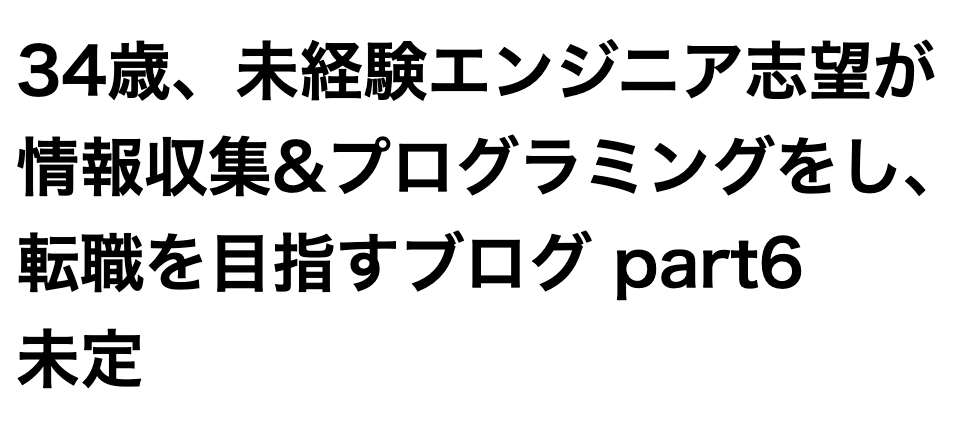 34歳、未経験エンジニア志望が
情報収集&プログラミングをし、
転職を目指すブログ part6
未定